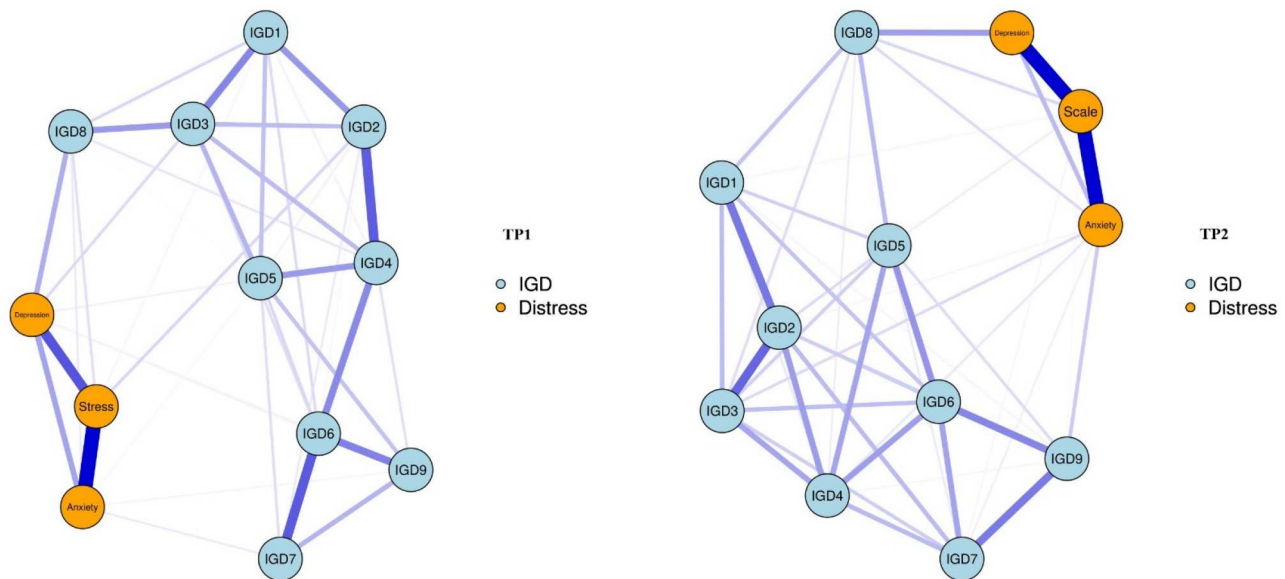 IGD1
IGD3
IGD2
IGD8
IGD5
IGD4
Depression
Stress
IGD6
IGD9
Anxiety
IGD7
TP1
IGD
Distress
IGD8
Depression
Scale
IGD1
Anxiety
IGD5
IGD2
IGD3
IGD6
IGD9
IGD4
IGD7
TP2
IGD
Distress